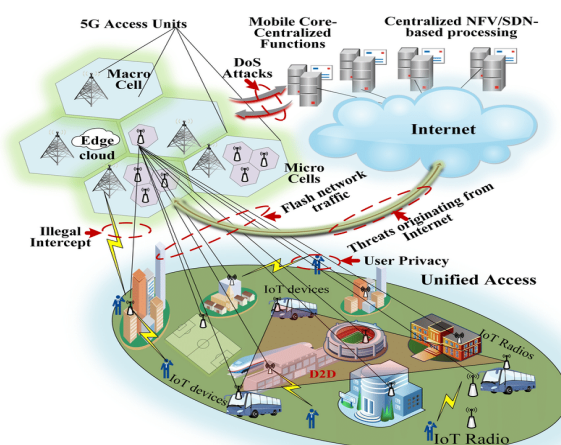 5G Access Units
Mobile Core-
Centralized
Functions
Centralized NFV/SDN-
based processing
DoS
Attacks
Macro
Cell
Edge
cloud
Internet
Micro
Cells
Flash network
traffic
Threats originating from
Internet
Illegal
Intercept
User Privacy
Unified Access
IoT devices
IoT Radios
D2D
IoT devices
IoT Radio